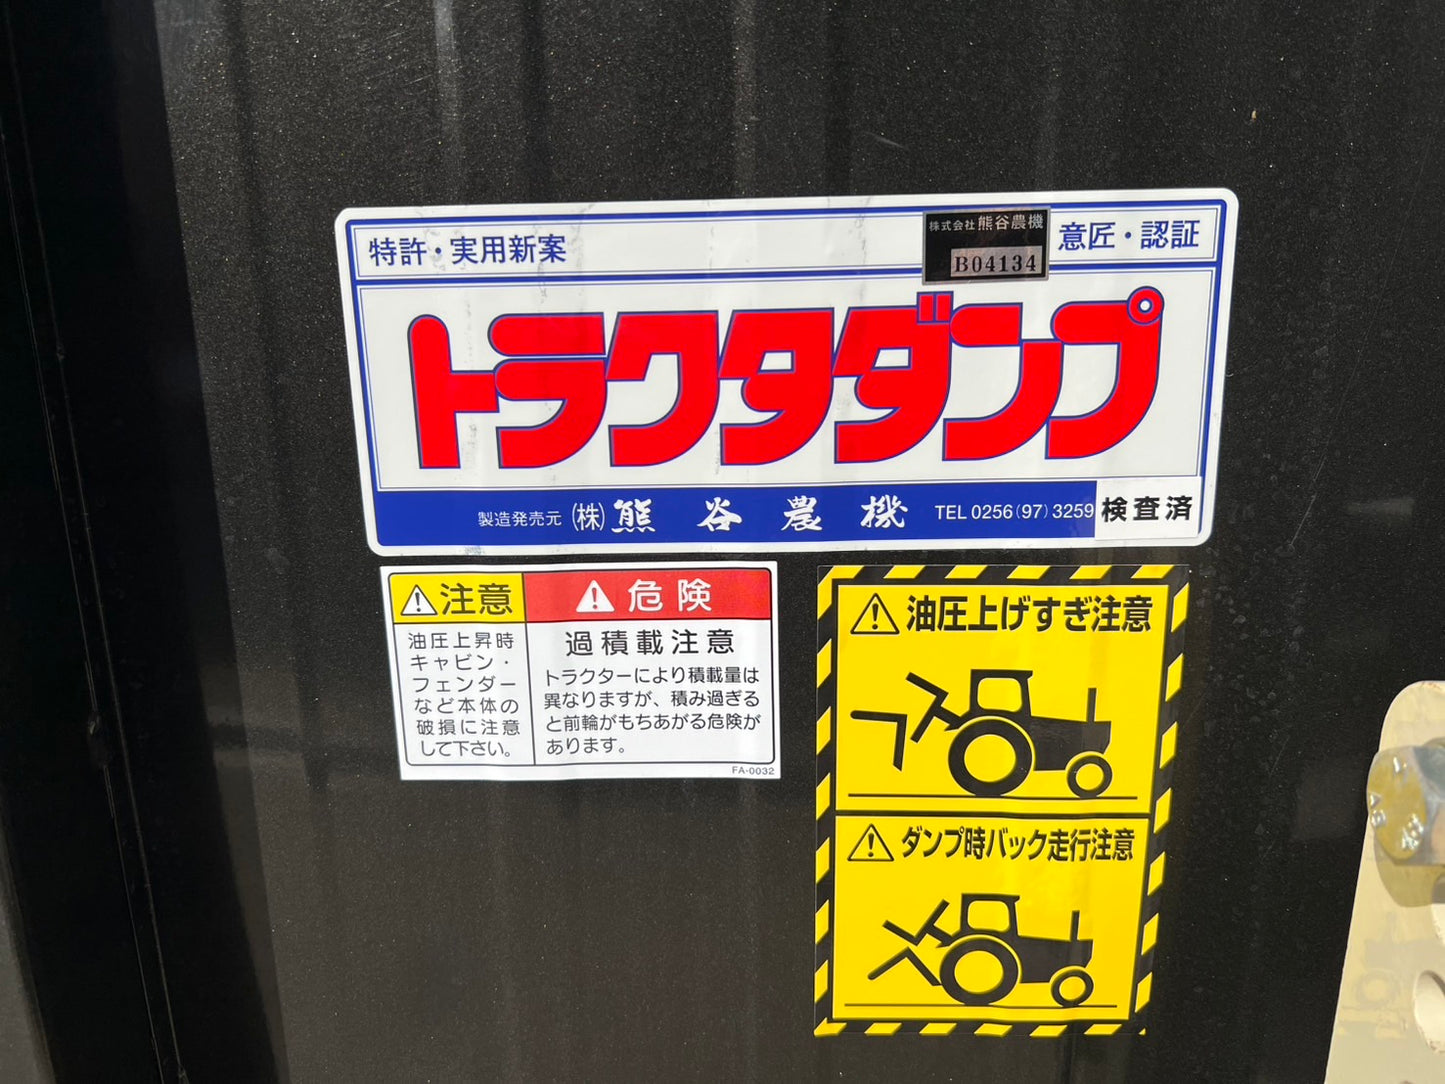 特許・実用新案
株式会社 熊谷農機
B04134
意匠・認証
トラクタダンプ
製造発売元 (株) 熊谷農機 TEL 0256(97)3259
検査済
注意
油圧上昇時
キャビン・
フェンダー
など本体の
破損に注意
して下さい。
危険
過積載注意
トラクターにより積載量は
異なりますが、積み過ぎる
と前輪がもちあがる危険が
あります。
FA-0032
油圧上げすぎ注意
ダンプ時バック走行注意